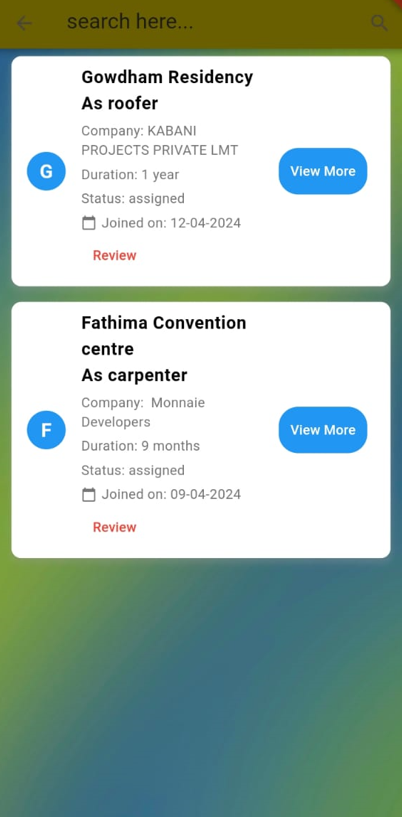 search here...
Gowdham Residency
As roofer
Company: KABANI
PROJECTS PRIVATE LMT
Duration: 1 year
Status: assigned
Joined on: 12-04-2024
Review
G
View More
Fathima Convention
centre
As carpenter
Company:  Monnaie
Developers
Duration: 9 months
Status: assigned
Joined on: 09-04-2024
Review
F
View More